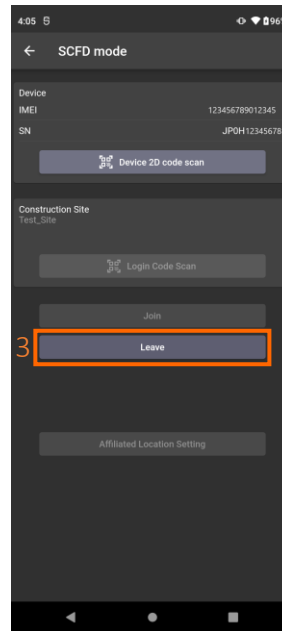 4:05 96%
SCFD mode
Device
IMEI 123456789012345
SN JP0H12345678
Device 2D code scan
Construction Site
Test_Site
Login Code Scan
Join
3 Leave
Affiliated Location Setting